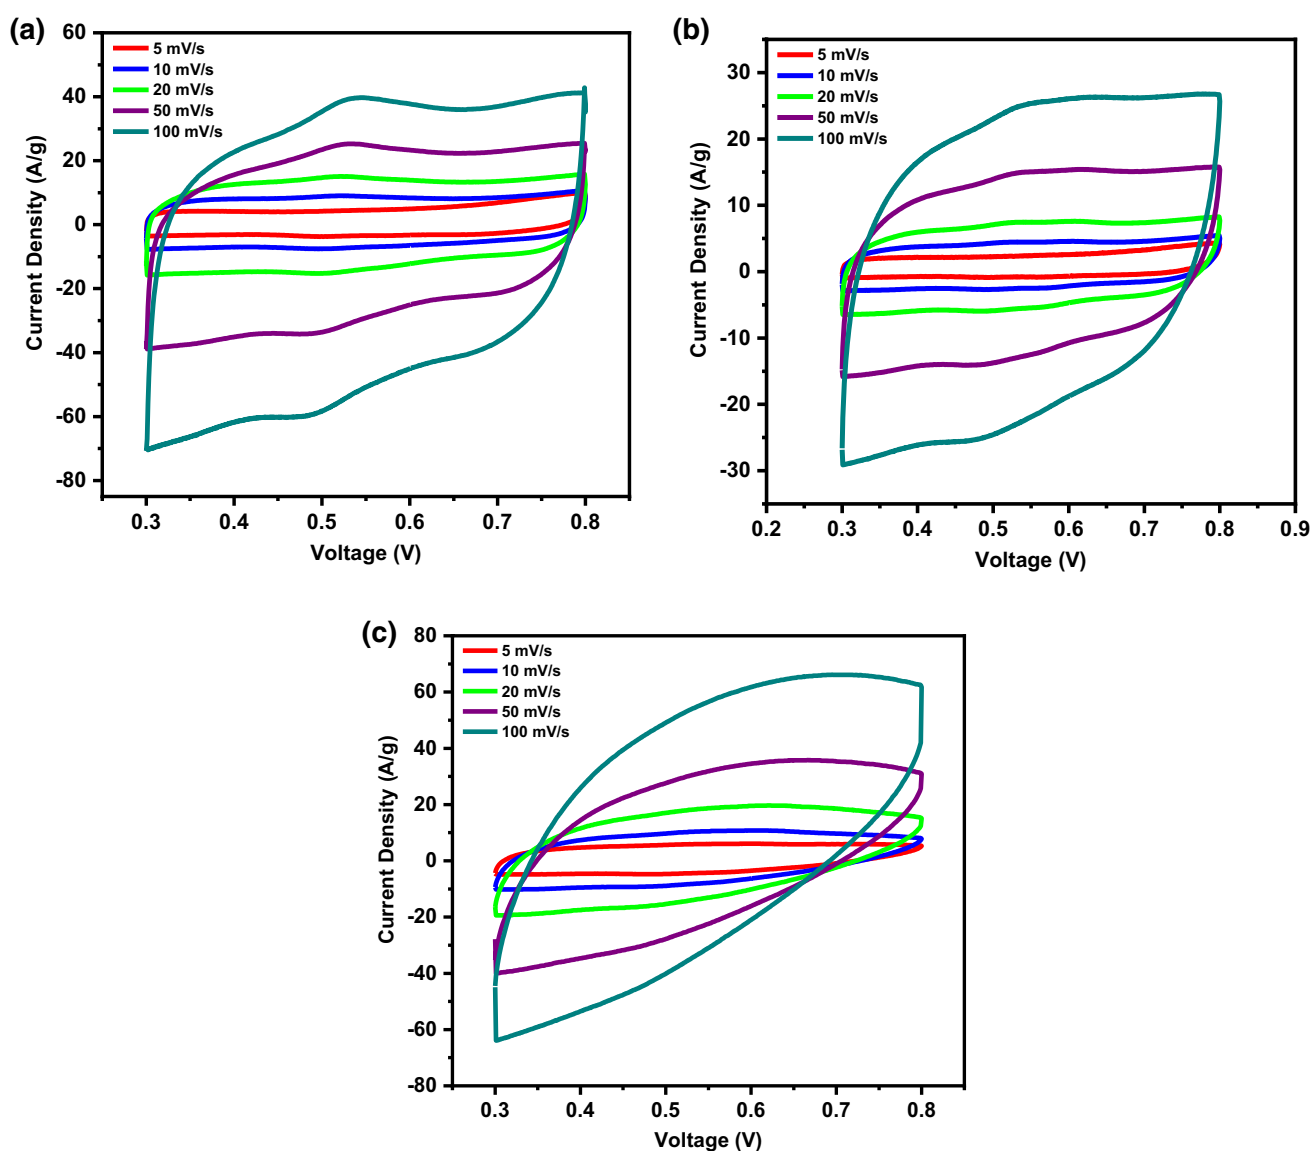 (a)
60
40
20
0
-20
-40
-60
-80
Current Density (A/g)
5 mV/s
10 mV/s
20 mV/s
50 mV/s
100 mV/s
0.3 0.4 0.5 0.6 0.7 0.8
Voltage (V)
(b)
30
20
10
0
-10
-20
-30
Current Density (A/g)
5 mV/s
10 mV/s
20 mV/s
50 mV/s
100 mV/s
0.2 0.3 0.4 0.5 0.6 0.7 0.8 0.9
Voltage (V)
(c)
80
60
40
20
0
-20
-40
-60
-80
Current Density (A/g)
5 mV/s
10 mV/s
20 mV/s
50 mV/s
100 mV/s
0.3 0.4 0.5 0.6 0.7 0.8
Voltage (V)